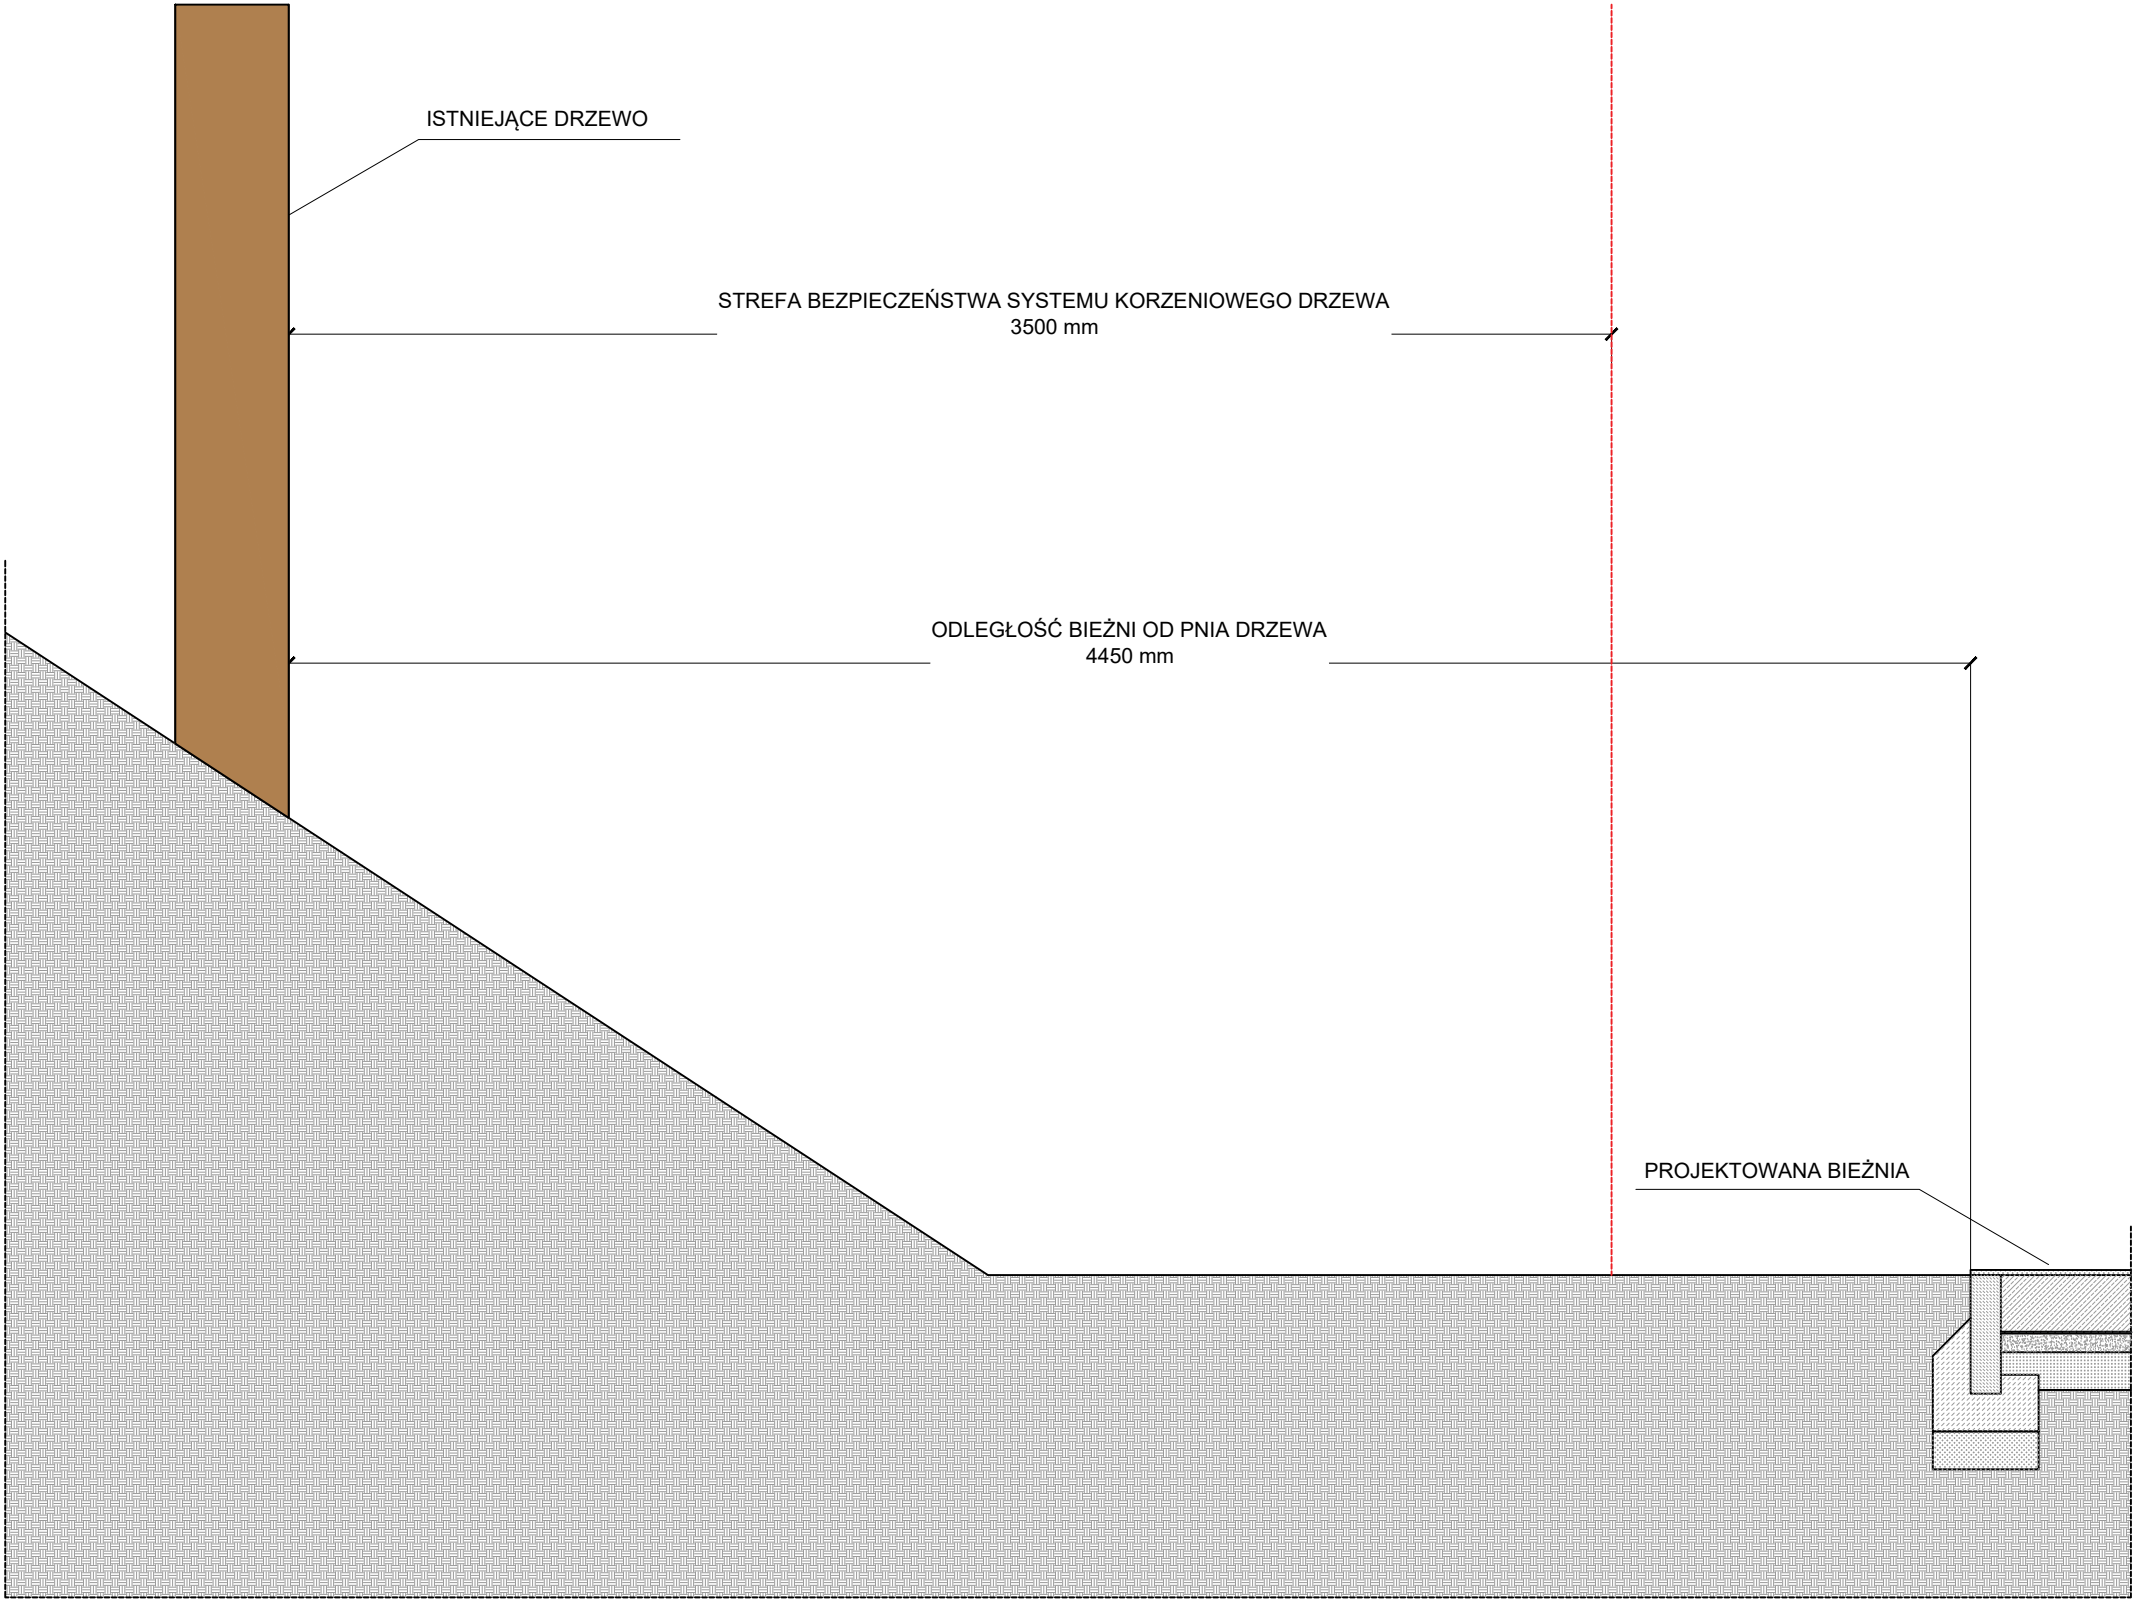 ISTNIEJĄCE DRZEWO
STREFA BEZPIECZEŃSTWA SYSTEMU KORZENIOWEGO DRZEWA
3500 mm
ODLEGŁOŚĆ BIEŻNI OD PNIA DRZEWA
4450 mm
PROJEKTOWANA BIEŻNIA